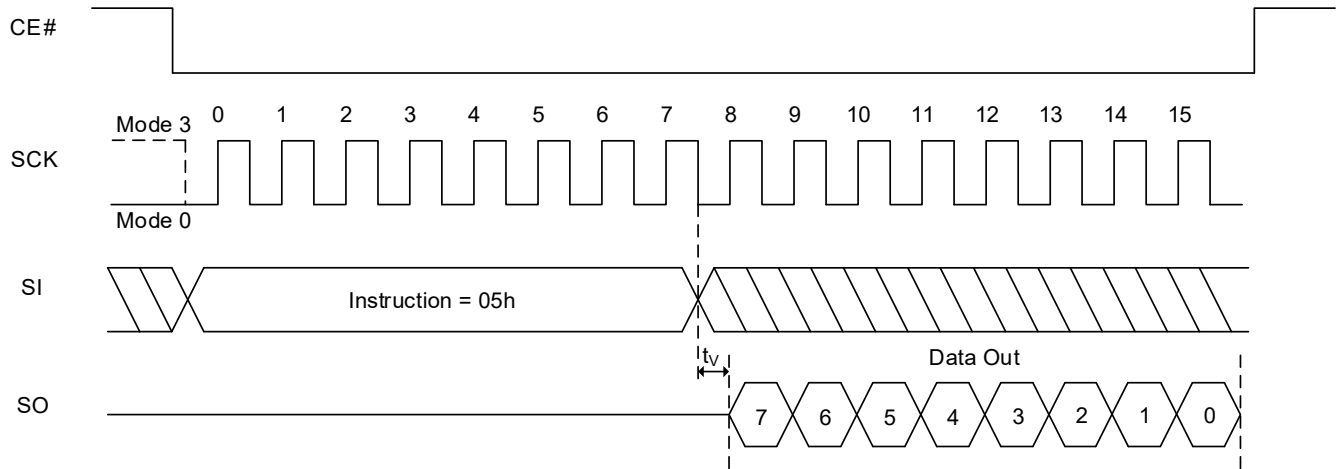 CE#
0 1 2 3 4 5 6 7 8 9 10 11 12 13 14 15
Mode 3
SCK
Mode 0
SI
Instruction = 05h
tV
Data Out
SO
7 6 5 4 3 2 1 0